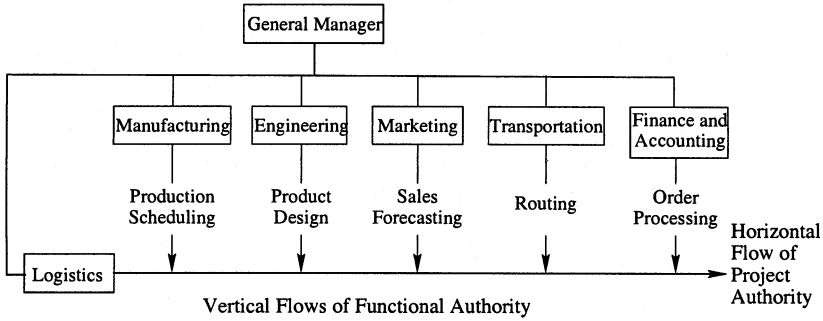 General Manager
Manufacturing
Engineering
Marketing
Transportation
Finance and
Accounting
Production
Scheduling
Product
Design
Sales
Forecasting
Routing
Order
Processing
Logistics
Horizontal
Flow of
Project
Authority
Vertical Flows of Functional Authority